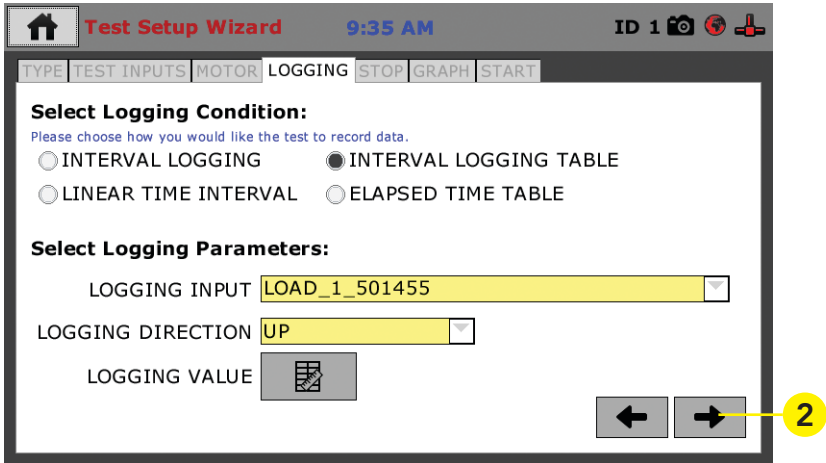 Test Setup Wizard 9:35 AM ID 1
TYPE TEST INPUTS MOTOR LOGGING STOP GRAPH START
Select Logging Condition:
Please choose how you would like the test to record data.
INTERVAL LOGGING INTERVAL LOGGING TABLE
LINEAR TIME INTERVAL ELAPSED TIME TABLE
Select Logging Parameters:
LOGGING INPUT LOAD_1_501455
LOGGING DIRECTION UP
LOGGING VALUE
2